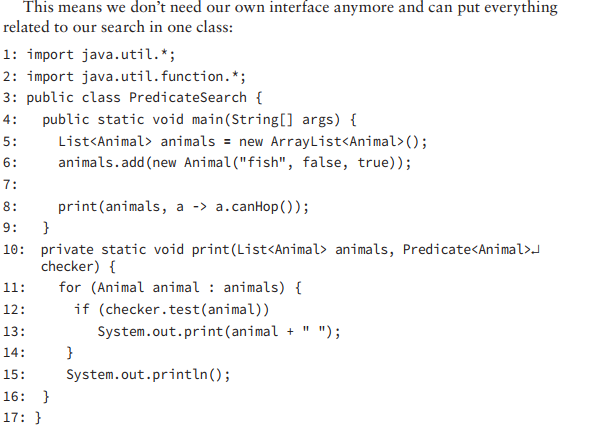 This means we don't need our own interface anymore and can put everything
related to our search in one class:
1: import java.util.*;
2: import java.util.function.*;
3: public class PredicateSearch {
4:   public static void main(String[] args) {
5:     List<Animal> animals = new ArrayList<Animal>();
6:     animals.add(new Animal("fish", false, true));
7:
8:     print(animals, a -> a.canHop());
9:   }
10:  private static void print(List<Animal> animals, Predicate<Animal>↵
     checker) {
11:    for (Animal animal : animals) {
12:      if (checker.test(animal))
13:         System.out.print(animal + " ");
14:     }
15:     System.out.println();
16:  }
17: }